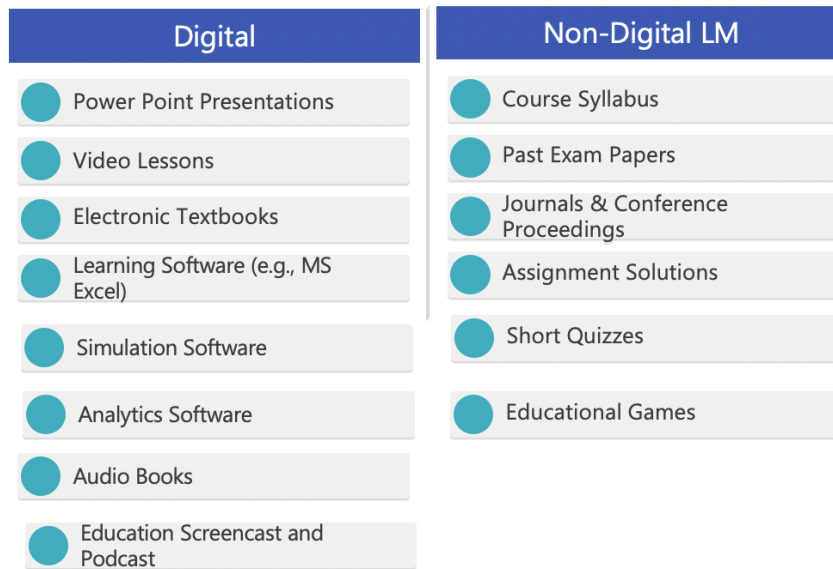 Digital
Power Point Presentations
Video Lessons
Electronic Textbooks
Learning Software (e.g., MS
Excel)
Simulation Software
Analytics Software
Audio Books
Education Screencast and
Podcast
Non-Digital LM
Course Syllabus
Past Exam Papers
Journals & Conference
Proceedings
Assignment Solutions
Short Quizzes
Educational Games